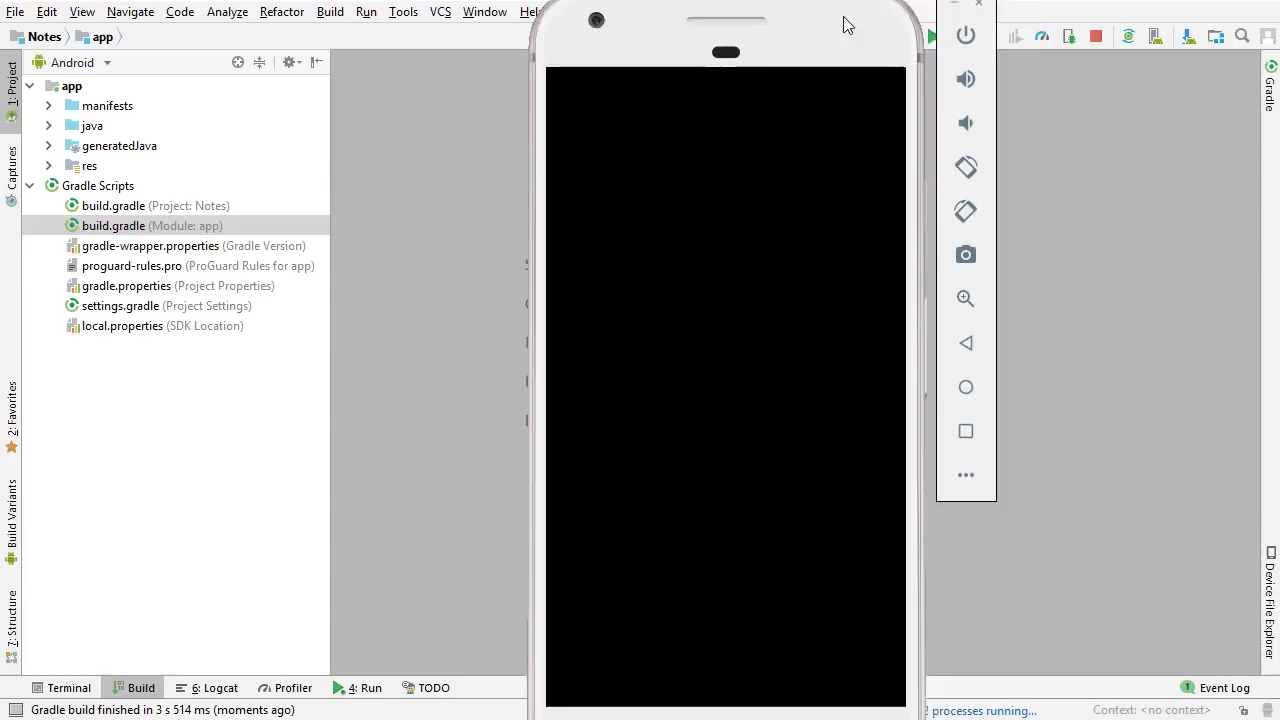 File Edit View Navigate Code Analyze Refactor Build Run Tools VCS Window
Notes app
Android
1: Project
Captures
2: Favorites
Build Variants
7: Structure
app
manifests
java
generatedJava
res
Gradle Scripts
build.gradle (Project: Notes)
build.gradle (Module: app)
gradle-wrapper.properties (Gradle Version)
proguard-rules.pro (ProGuard Rules for app)
gradle.properties (Project Properties)
settings.gradle (Project Settings)
local.properties (SDK Location)
Gradle
Device File Explorer
Terminal Build 6: Logcat Profiler 4: Run TODO Event Log
Gradle build finished in 3 s 514 ms (moments ago) processes running... Context: <no context>